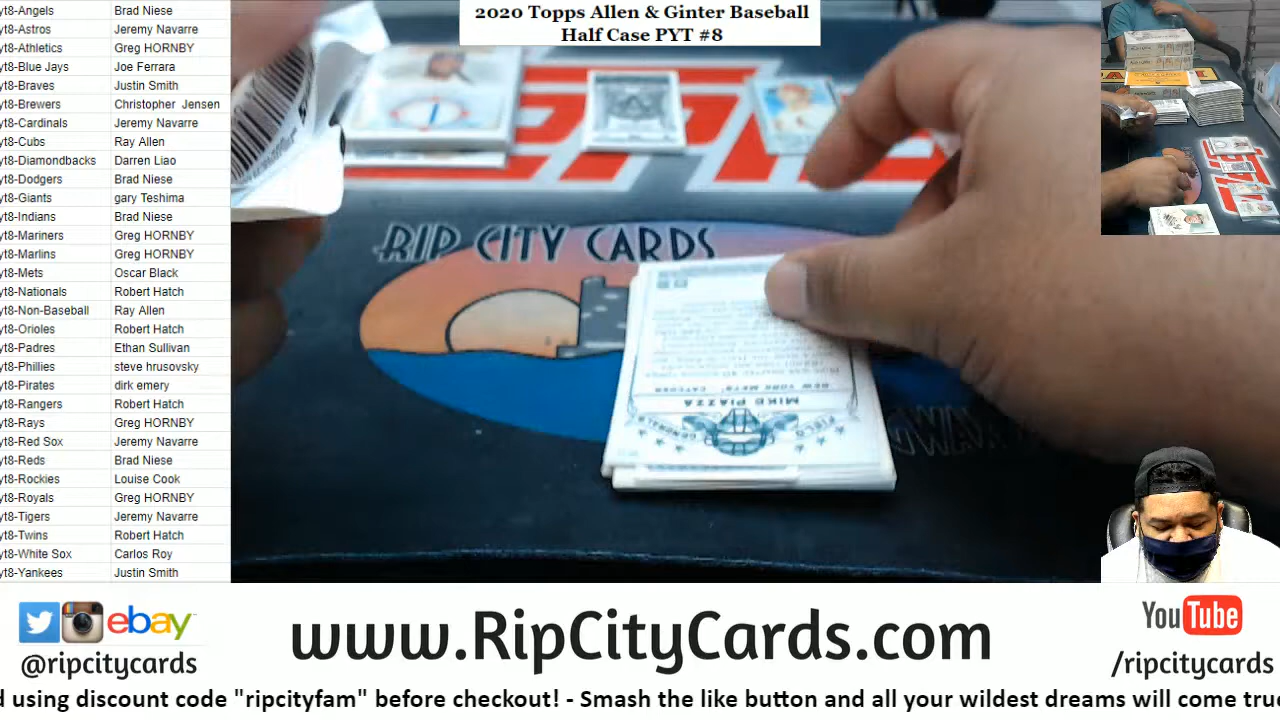 2020 Topps Allen & Ginter Baseball
Half Case PYT #8
yt8-Angels Brad Niese
yt8-Astros Jeremy Navarre
yt8-Athletics Greg HORNBY
yt8-Blue Jays Joe Ferrara
yt8-Braves Justin Smith
yt8-Brewers Christopher Jensen
yt8-Cardinals Jeremy Navarre
yt8-Cubs Ray Allen
yt8-Diamondbacks Darren Liao
yt8-Dodgers Brad Niese
yt8-Giants gary Teshima
yt8-Indians Brad Niese
yt8-Mariners Greg HORNBY
yt8-Marlins Greg HORNBY
yt8-Mets Oscar Black
yt8-Nationals Robert Hatch
yt8-Non-Baseball Ray Allen
yt8-Orioles Robert Hatch
yt8-Padres Ethan Sullivan
yt8-Phillies steve hrusovsky
yt8-Pirates dirk emery
yt8-Rangers Robert Hatch
yt8-Rays Greg HORNBY
yt8-Red Sox Jeremy Navarre
yt8-Reds Brad Niese
yt8-Rockies Louise Cook
yt8-Royals Greg HORNBY
yt8-Tigers Jeremy Navarre
yt8-Twins Robert Hatch
yt8-White Sox Carlos Roy
yt8-Yankees Justin Smith
RIP CITY CARDS
NEW YORK METS, CATCHER
MIKE PIAZZA
FIELD GENERALS
ebay
@ripcitycards
www.RipCityCards.com
YouTube
/ripcitycards
d using discount code "ripcityfam" before checkout! - Smash the like button and all your wildest dreams will come true